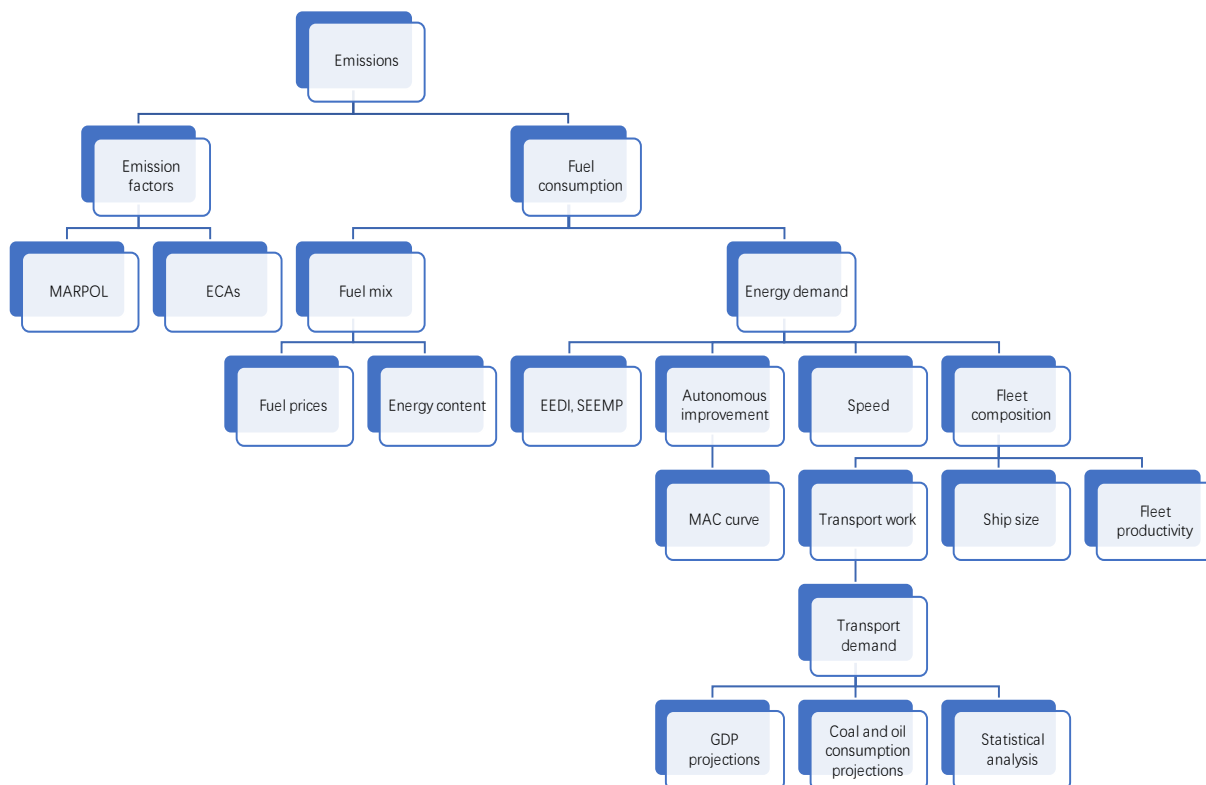 Emissions
Emission
factors
Fuel
consumption
MARPOL
ECAs
Fuel mix
Energy demand
Fuel prices
Energy content
EEDI, SEEMP
Autonomous
improvement
Speed
Fleet
composition
MAC curve
Transport work
Ship size
Fleet
productivity
Transport
demand
GDP
projections
Coal and oil
consumption
projections
Statistical
analysis